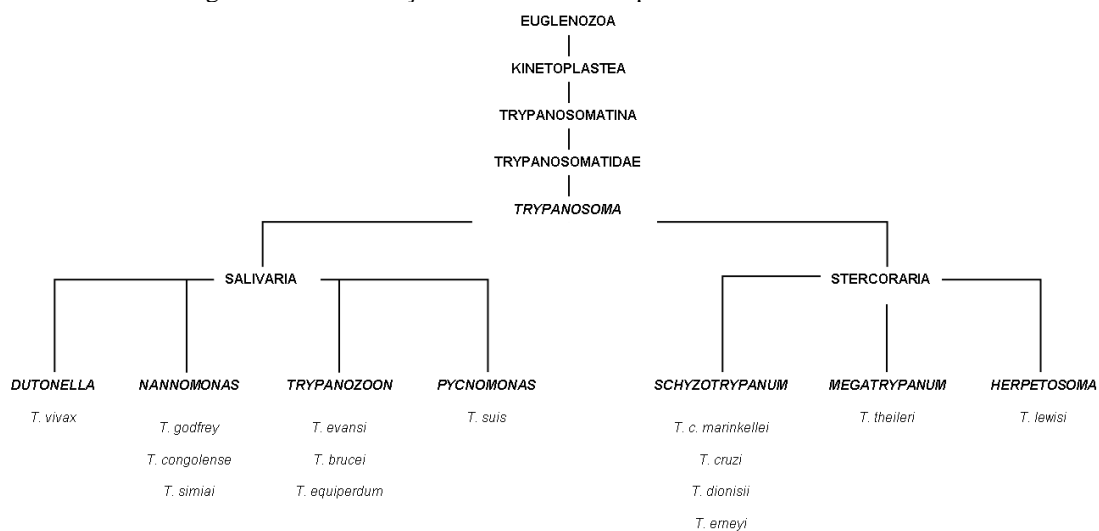 EUGLENOZOA
KINETOPLASTEA
TRYPANOSOMATINA
TRYPANOSOMATIDAE
TRYPANOSOMA
SALIVARIA
STERCORARIA
DUTONELLA
NANNOMONAS
TRYPANOZOON
PYCNOMONAS
SCHYZOTRYPANUM
MEGATRYPANUM
HERPETOSOMA
T. vivax
T. godfrey
T. congolense
T. simiai
T. evansi
T. brucei
T. equiperdum
T. suis
T. c. marinkellei
T. cruzi
T. dionisii
T. erneyi
T. theileri
T. lewisi